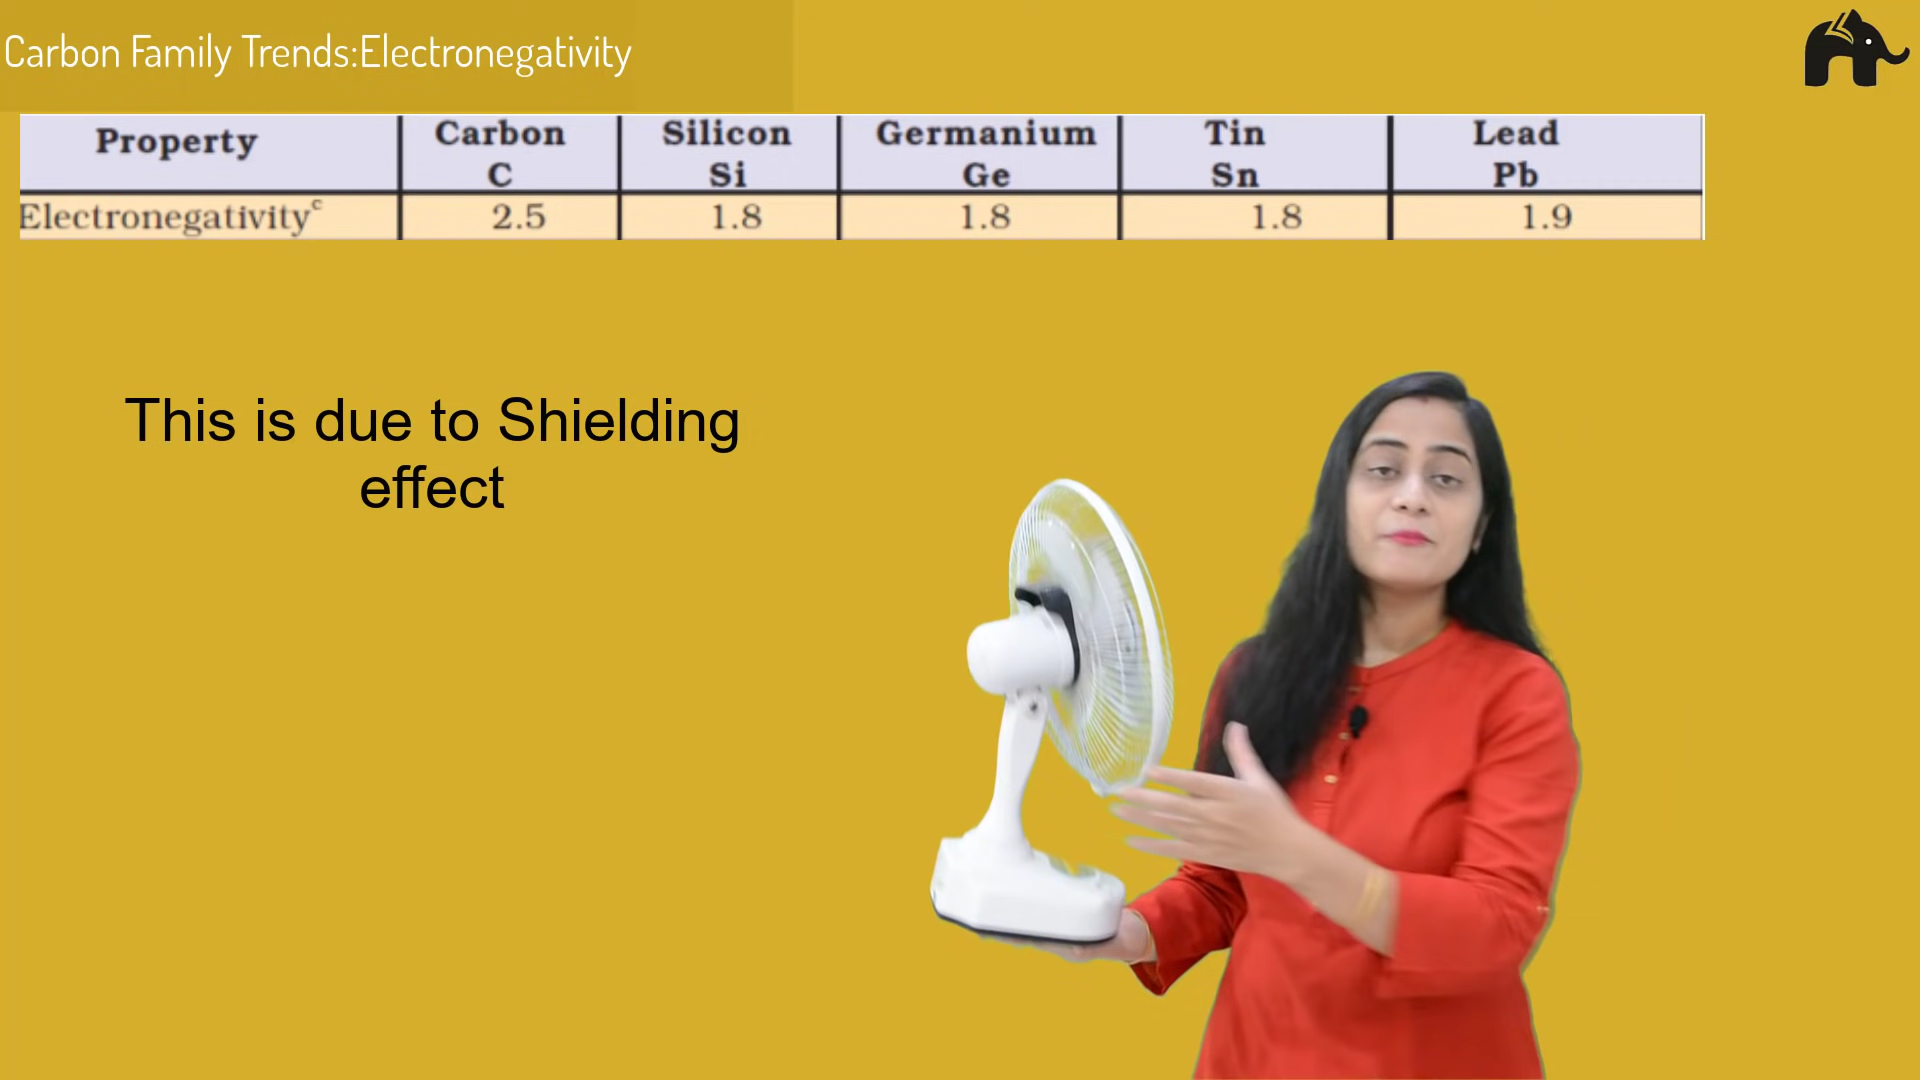 Carbon Family Trends:Electronegativity
Property Carbon Silicon Germanium Tin Lead
C Si Ge Sn Pb
Electronegativityᶜ 2.5 1.8 1.8 1.8 1.9
This is due to Shielding
effect